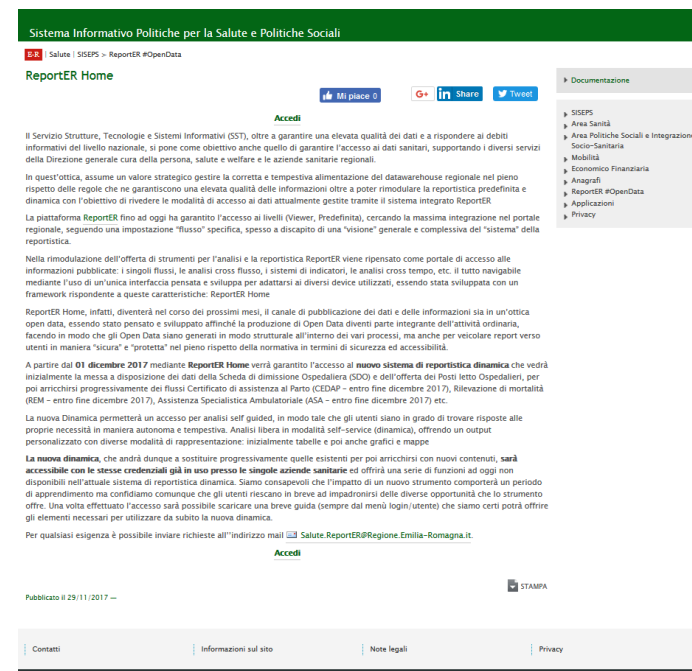 Sistema Informativo Politiche per la Salute e Politiche Sociali
E-R | Salute | SISEPS > ReportER #OpenData
ReportER Home
Mi piace 0
G+
in Share
Tweet
Accedi
Il Servizio Strutture, Tecnologie e Sistemi Informativi (SST), oltre a garantire una elevata qualità dei dati e a rispondere ai debiti
informativi del livello nazionale, si pone come obiettivo anche quello di garantire l'accesso ai dati sanitari, supportando i diversi servizi
della Direzione generale cura della persona, salute e welfare e le aziende sanitarie regionali.
In quest'ottica, assume un valore strategico gestire la corretta e tempestiva alimentazione del datawarehouse regionale nel pieno
rispetto delle regole che ne garantiscono una elevata qualità delle informazioni oltre a poter rimodulare la reportistica predefinita e
dinamica con l'obiettivo di rivedere le modalità di accesso ai dati attualmente gestite tramite il sistema integrato ReportER
La piattaforma ReportER fino ad oggi ha garantito l'accesso ai livelli (Viewer, Predefinita), cercando la massima integrazione nel portale
regionale, seguendo una impostazione "flusso" specifica, spesso a discapito di una "visione" generale e complessiva del "sistema" della
reportistica.
Nella rimodulazione dell'offerta di strumenti per l'analisi e la reportistica ReportER viene ripensato come portale di accesso alle
informazioni pubblicate: i singoli flussi, le analisi cross flusso, i sistemi di indicatori, le analisi cross tempo, etc. il tutto navigabile
mediante l'uso di un'unica interfaccia pensata e sviluppa per adattarsi ai diversi device utilizzati, essendo stata sviluppata con un
framework rispondente a queste caratteristiche: ReportER Home
ReportER Home, infatti, diventerà nel corso dei prossimi mesi, il canale di pubblicazione dei dati e delle informazioni sia in un'ottica
open data, essendo stato pensato e sviluppato affinché la produzione di Open Data diventi parte integrante dell'attività ordinaria,
facendo in modo che gli Open Data siano generati in modo strutturale all'interno dei vari processi, ma anche per veicolare report verso
utenti in maniera "sicura" e "protetta" nel pieno rispetto della normativa in termini di sicurezza ed accessibilità.
A partire dal 01 dicembre 2017 mediante ReportER Home verrà garantito l'accesso al nuovo sistema di reportistica dinamica che vedrà
inizialmente la messa a disposizione dei dati della Scheda di dimissione Ospedaliera (SDO) e dell'offerta dei Posti letto Ospedalieri, per
poi arricchirsi progressivamente dei flussi Certificato di assistenza al Parto (CEDAP - entro fine dicembre 2017), Rilevazione di mortalità
(REM - entro fine dicembre 2017), Assistenza Specialistica Ambulatoriale (ASA - entro fine dicembre 2017) etc.
La nuova Dinamica permetterà un accesso per analisi self guided, in modo tale che gli utenti siano in grado di trovare risposte alle
proprie necessità in maniera autonoma e tempestiva. Analisi libera in modalità self-service (dinamica), offrendo un output
personalizzato con diverse modalità di rappresentazione: inizialmente tabelle e poi anche grafici e mappe
La nuova dinamica, che andrà dunque a sostituire progressivamente quelle esistenti per poi arricchirsi con nuovi contenuti, sarà
accessibile con le stesse credenziali già in uso presso le singole aziende sanitarie ed offrirà una serie di funzioni ad oggi non
disponibili nell'attuale sistema di reportistica dinamica. Siamo consapevoli che l'impatto di un nuovo strumento comporterà un periodo
di apprendimento ma confidiamo comunque che gli utenti riescano in breve ad impadronirsi delle diverse opportunità che lo strumento
offre. Una volta effettuato l'accesso sarà possibile scaricare una breve guida (sempre dal menù login/utente) che siamo certi potrà offrire
gli elementi necessari per utilizzare da subito la nuova dinamica.
Per qualsiasi esigenza è possibile inviare richieste all''indirizzo mail Salute.ReportER@Regione.Emilia-Romagna.it.
Accedi
STAMPA
Pubblicato il 29/11/2017 —
Documentazione
SISEPS
Area Sanità
Area Politiche Sociali e Integrazione
Socio-Sanitaria
Mobilità
Economico Finanziaria
Anagrafi
ReportER #OpenData
Applicazioni
Privacy
Contatti
Informazioni sul sito
Note legali
Privacy